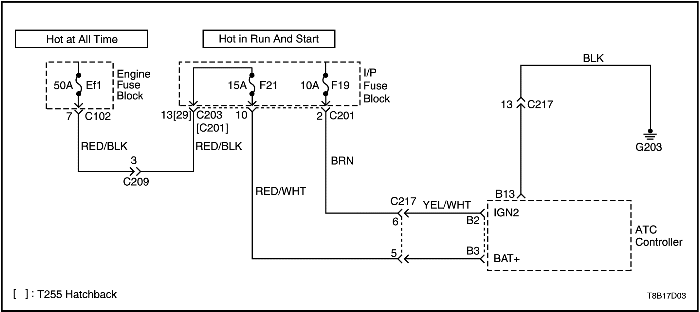 Hot at All Time
Hot in Run And Start
50A Ef1
Engine
Fuse
Block
15A F21
10A F19
I/P
Fuse
Block
BLK
7 C102
13[29] C203
[C201]
10
2 C201
13 C217
G203
RED/BLK
3
C209
RED/BLK
BRN
RED/WHT
C217
YEL/WHT
6
B2
B13
IGN2
5
B3
BAT+
ATC
Controller
[ ] : T255 Hatchback
T8B17D03